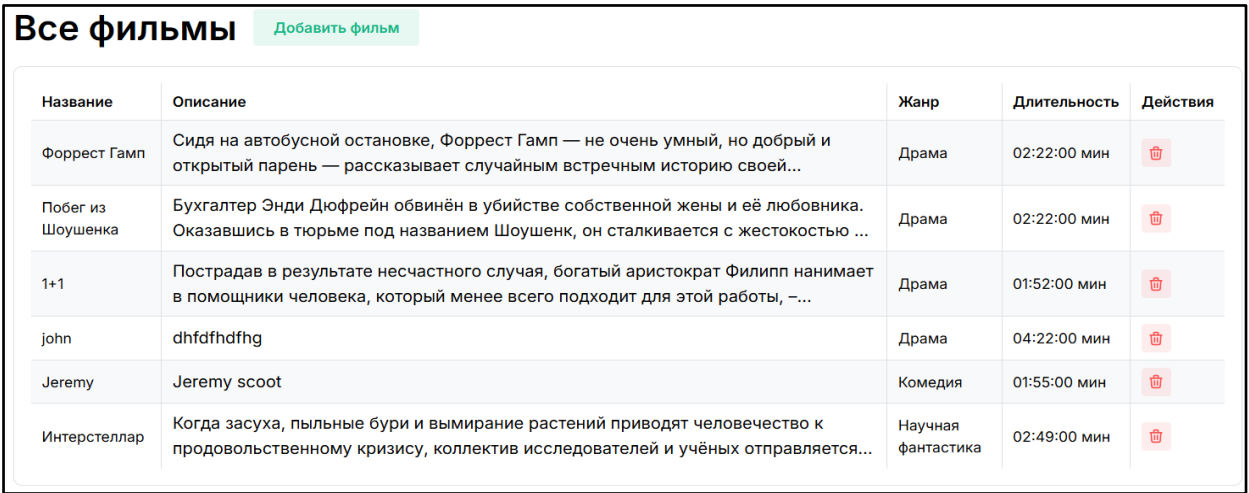 Все фильмы Добавить фильм
Название Описание Жанр Длительность Действия
Форрест Гамп Сидя на автобусной остановке, Форрест Гамп — не очень умный, но добрый и открытый парень — рассказывает случайным встречным историю своей... Драма 02:22:00 мин
Побег из Шоушенка Бухгалтер Энди Дюфрейн обвинён в убийстве собственной жены и её любовника. Оказавшись в тюрьме под названием Шоушенк, он сталкивается с жестокостью ... Драма 02:22:00 мин
1+1 Пострадав в результате несчастного случая, богатый аристократ Филипп нанимает в помощники человека, который менее всего подходит для этой работы, –... Драма 01:52:00 мин
john dhfdfhdfhg Драма 04:22:00 мин
Jeremy Jeremy scoot Комедия 01:55:00 мин
Интерстеллар Когда засуха, пыльные бури и вымирание растений приводят человечество к продовольственному кризису, коллектив исследователей и учёных отправляется... Научная фантастика 02:49:00 мин